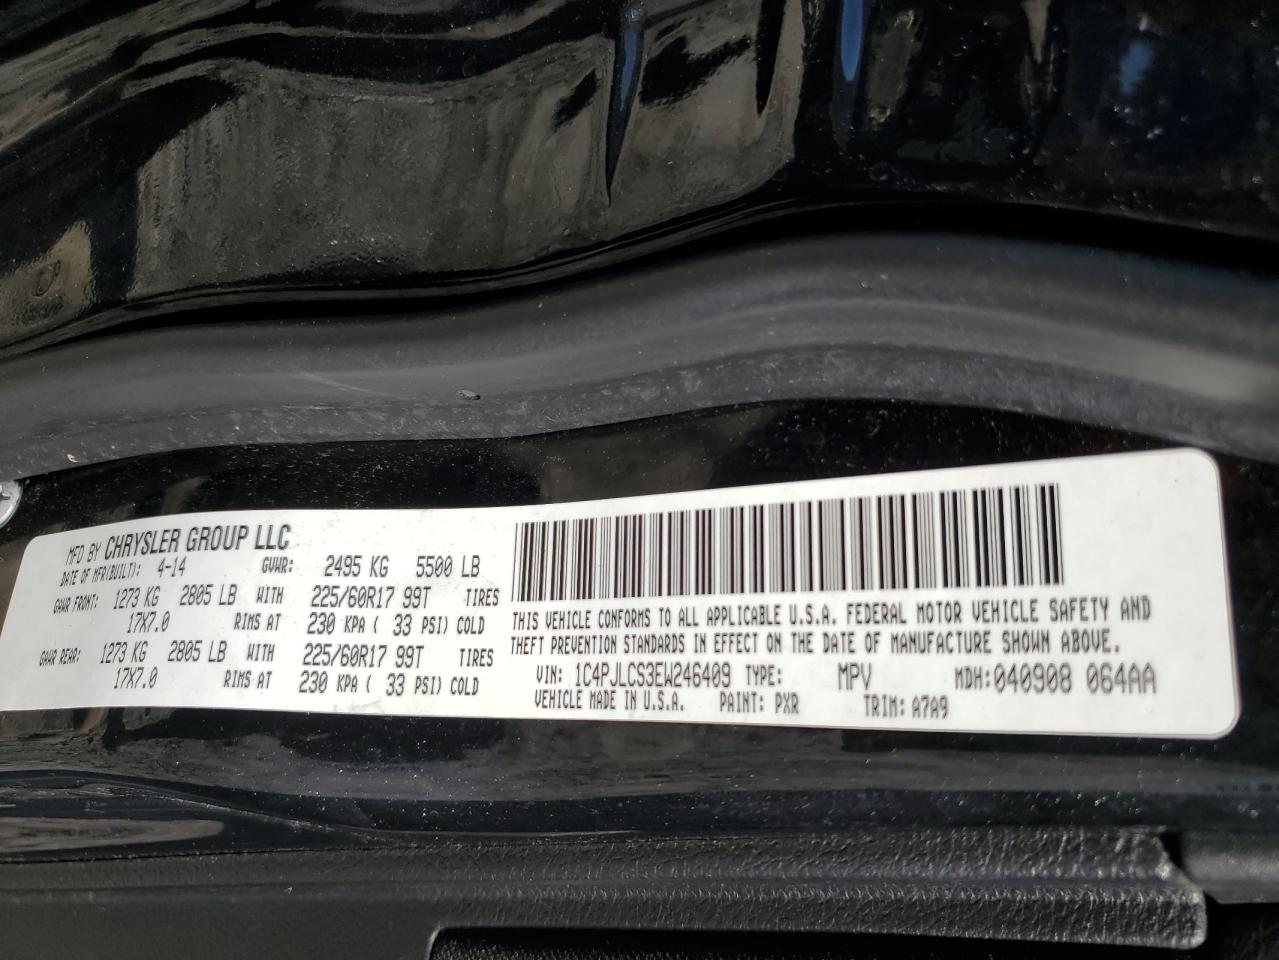 MFD BY CHRYSLER GROUP LLC
DATE OF MFR(BUILT): 4-14 GVWR: 2495 KG 5500 LB
GAWR FRONT: 1273 KG 2805 LB WITH 225/60R17 99T TIRES
17X7.0 RIMS AT 230 KPA ( 33 PSI) COLD
GAWR REAR: 1273 KG 2805 LB WITH 225/60R17 99T TIRES
17X7.0 RIMS AT 230 KPA ( 33 PSI) COLD
THIS VEHICLE CONFORMS TO ALL APPLICABLE U.S.A. FEDERAL MOTOR VEHICLE SAFETY AND
THEFT PREVENTION STANDARDS IN EFFECT ON THE DATE OF MANUFACTURE SHOWN ABOVE.
VIN: 1C4PJLCS3EW246409 TYPE: MPV MDH: 040908 064AA
VEHICLE MADE IN U.S.A. PAINT: PXR TRIM: A7A9